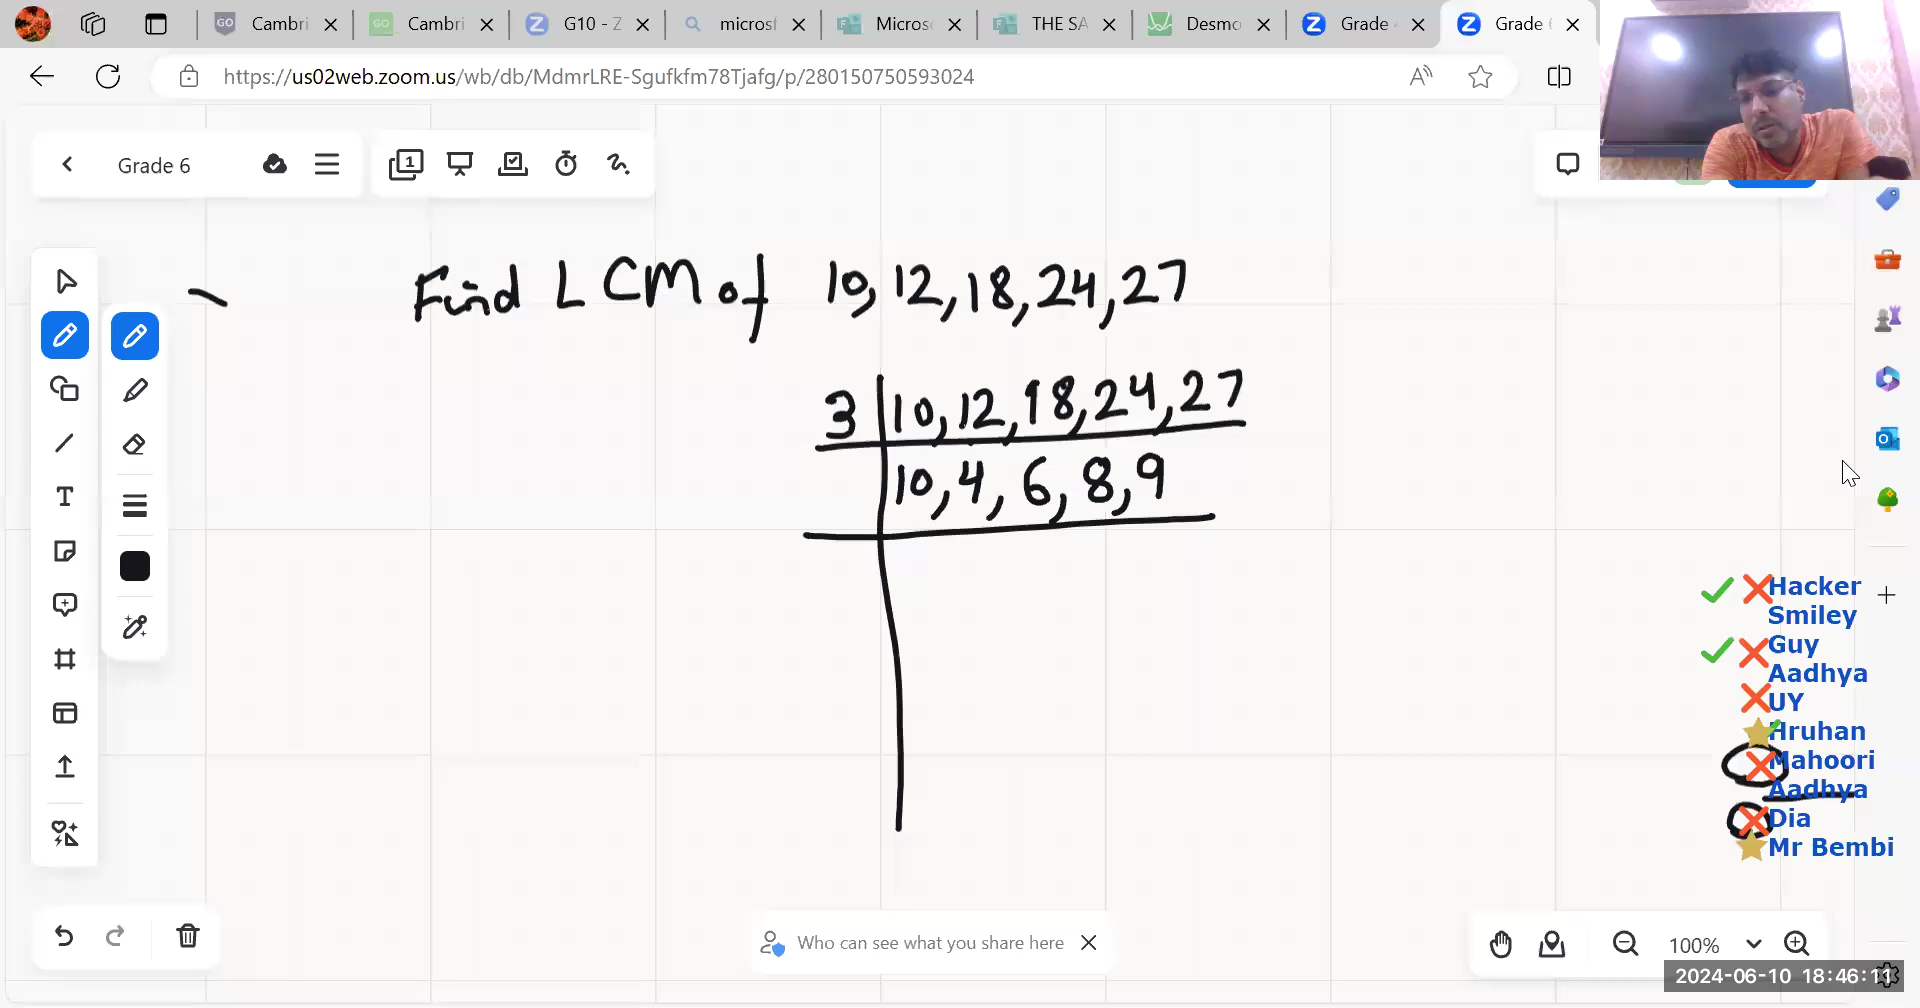 Cambri
Cambri
G10 - Z
microsf
Micros
THE SA
Desmo
Grade
Grade
https://us02web.zoom.us/wb/db/MdmrLRE-Sgufkfm78Tjafg/p/280150750593024
Grade 6
1
Find LCM of 10, 12, 18, 24, 27
3 10, 12, 18, 24, 27
10, 4, 6, 8, 9
Hacker
Smiley
Guy
Aadhya
UY
Hruhan
Mahoori
Aadhya
Dia
Mr Bembi
Who can see what you share here
100%
2024-06-10 18:46:11